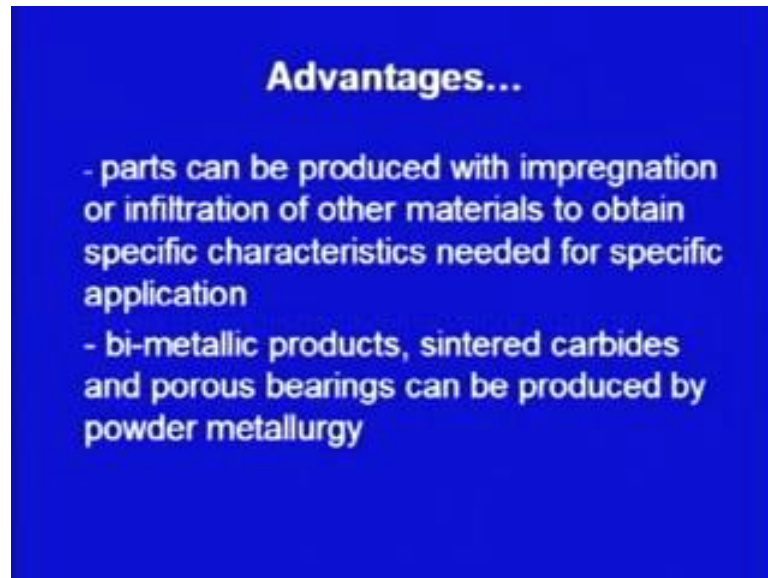 Advantages...
- parts can be produced with impregnation
or infiltration of other materials to obtain
specific characteristics needed for specific
application
- bi-metallic products, sintered carbides
and porous bearings can be produced by
powder metallurgy